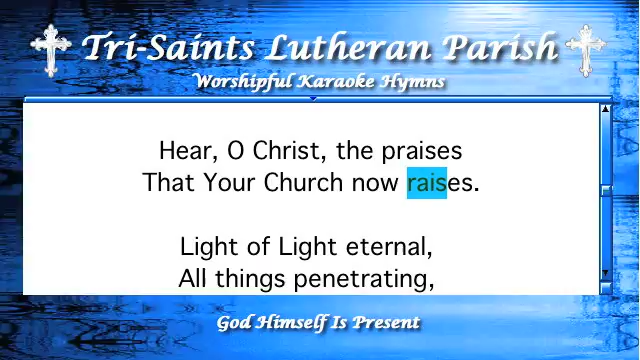 Tri-Saints Lutheran Parish
Worshipful Karaoke Hymns
Hear, O Christ, the praises
That Your Church now raises.
Light of Light eternal,
All things penetrating,
God Himself Is Present